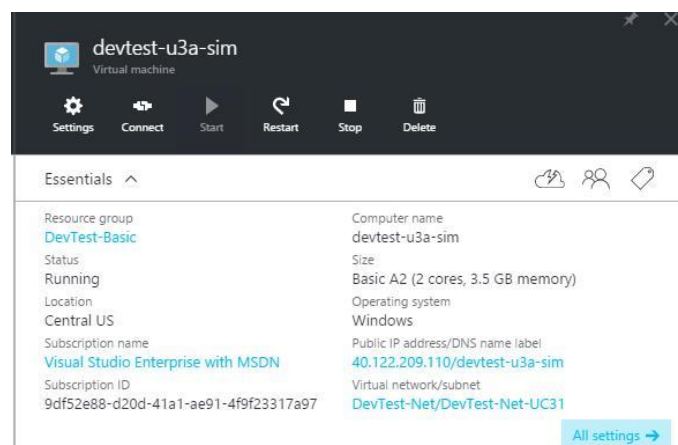 devtest-u3a-sim
Virtual machine
Settings Connect Start Restart Stop Delete
Essentials
Resource group
DevTest-Basic
Status
Running
Location
Central US
Subscription name
Visual Studio Enterprise with MSDN
Subscription ID
9df52e88-d20d-41a1-ae91-4f9f23317a97
Computer name
devtest-u3a-sim
Size
Basic A2 (2 cores, 3.5 GB memory)
Operating system
Windows
Public IP address/DNS name label
40.122.209.110/devtest-u3a-sim
Virtual network/subnet
DevTest-Net/DevTest-Net-UC31
All settings →